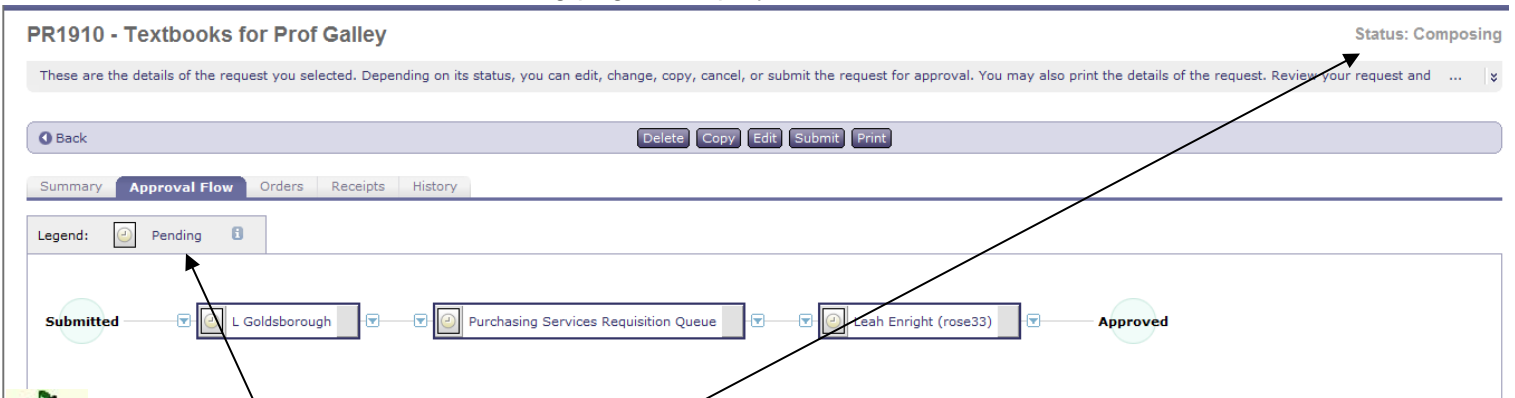 PR1910 - Textbooks for Prof Galley
Status: Composing
These are the details of the request you selected. Depending on its status, you can edit, change, copy, cancel, or submit the request for approval. You may also print the details of the request. Review your request and ...
Back
Delete Copy Edit Submit Print
Summary Approval Flow Orders Receipts History
Legend: Pending
Submitted L Goldsborough Purchasing Services Requisition Queue Leah Enright (rose33) Approved